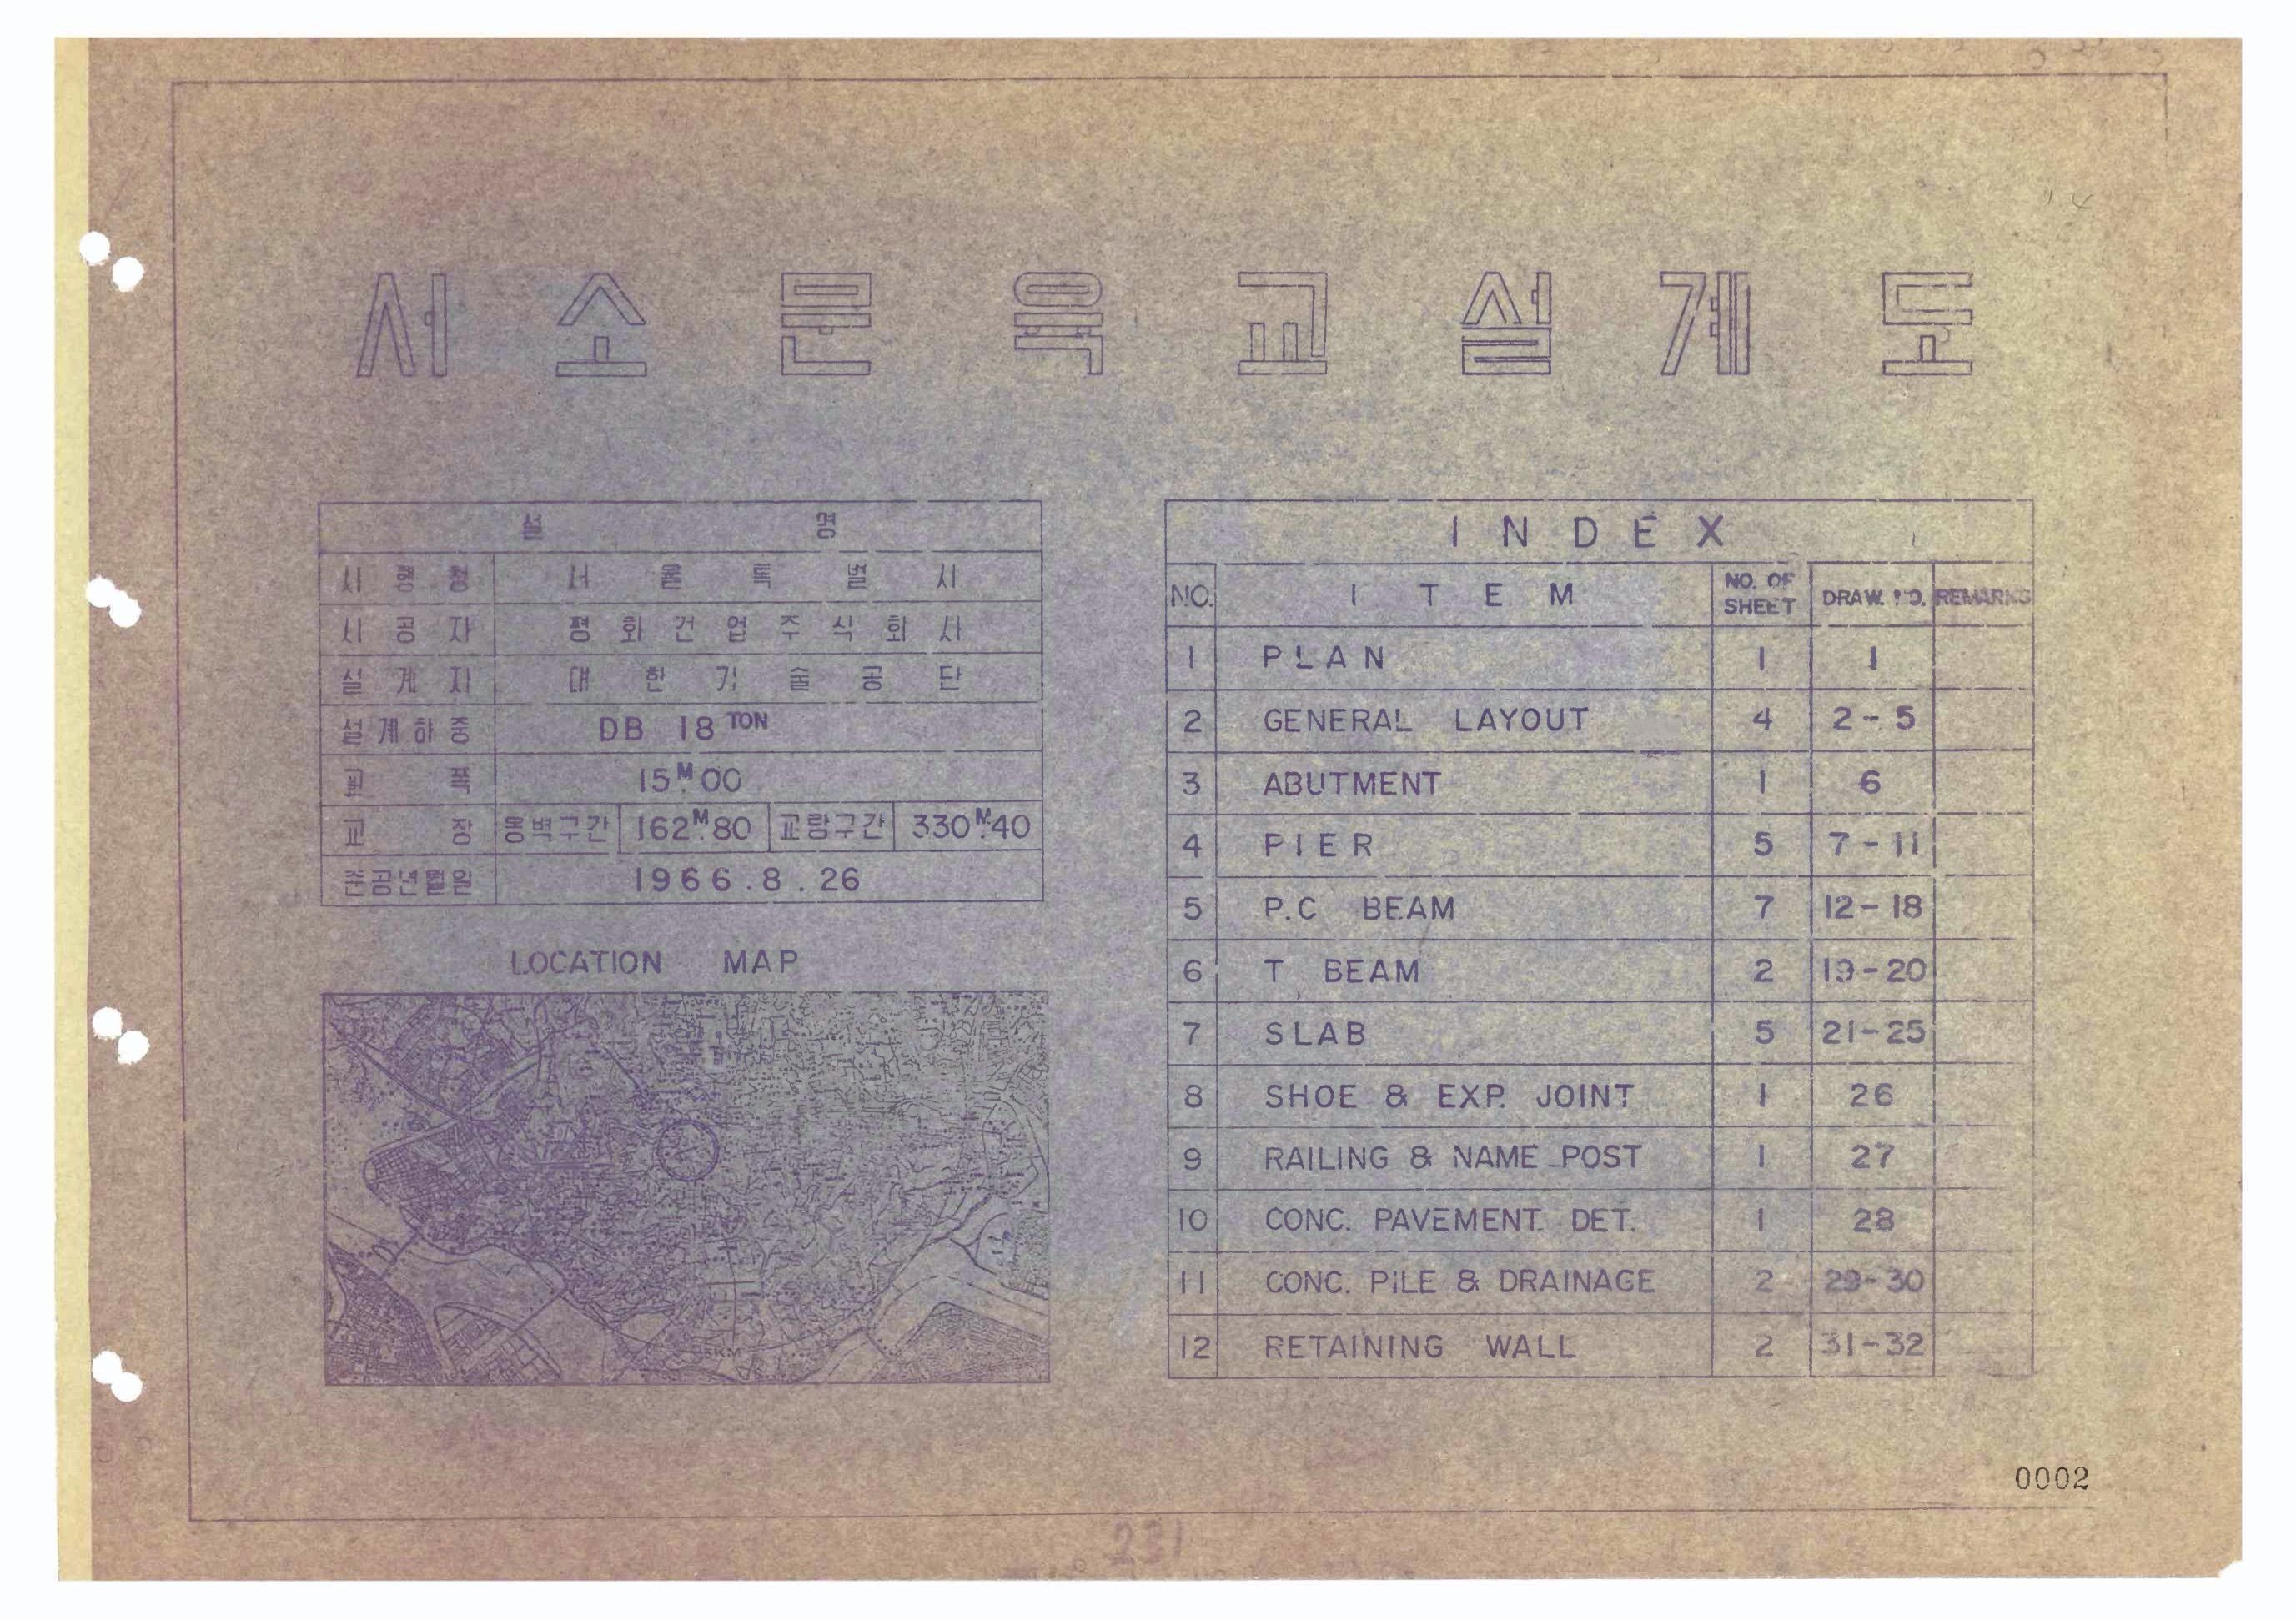 서소문육교설계도
설 명
시행청 서울특별시
시공자 평화건업주식회사
설계자 대한기술공단
설계하중 DB 18 TON
교 폭 15M.00
교 장 옹벽구간 162M.80 교량구간 330M.40
준공년월일 1966.8.26
LOCATION MAP
INDEX
NO. ITEM NO. OF SHEET DRAW. NO. REMARKS
1 PLAN 1 1
2 GENERAL LAYOUT 4 2-5
3 ABUTMENT 1 6
4 PIER 5 7-11
5 P.C BEAM 7 12-18
6 T BEAM 2 19-20
7 SLAB 5 21-25
8 SHOE & EXP. JOINT 1 26
9 RAILING & NAME POST 1 27
10 CONC. PAVEMENT. DET. 1 28
11 CONC. PILE & DRAINAGE 2 29-30
12 RETAINING WALL 2 31-32
0002
231